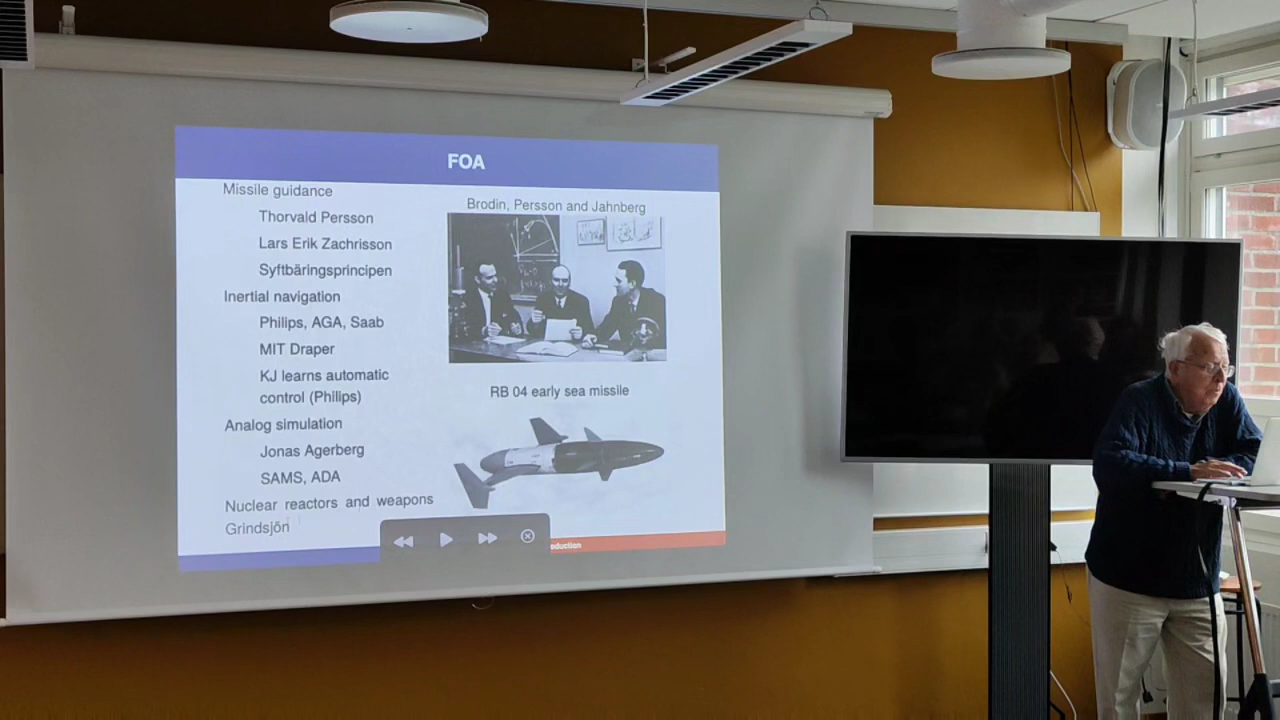 FOA
Missile guidance
Thorvald Persson
Lars Erik Zachrisson
Syftbäringsprincipen
Inertial navigation
Philips, AGA, Saab
MIT Draper
KJ learns automatic
control (Philips)
Analog simulation
Jonas Agerberg
SAMS, ADA
Nuclear reactors and weapons
Grindsjön
Brodin, Persson and Jahnberg
RB 04 early sea missile
oduction